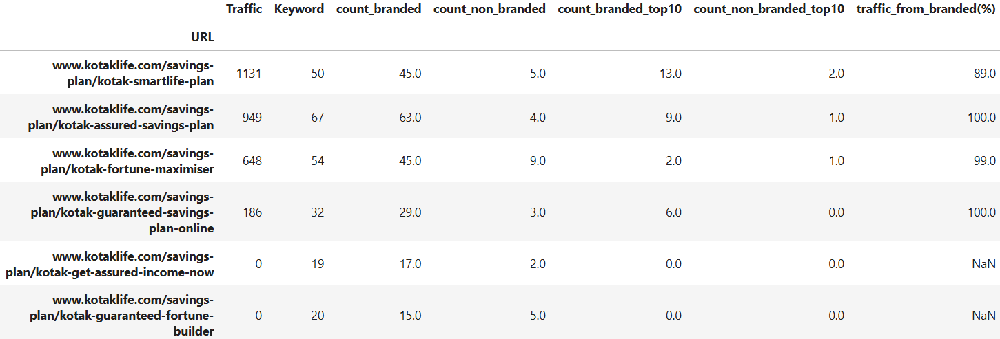 Traffic Keyword count_branded count_non_branded count_branded_top10 count_non_branded_top10 traffic_from_branded(%)
URL
www.kotaklife.com/savings-
plan/kotak-smartlife-plan 1131 50 45.0 5.0 13.0 2.0 89.0
www.kotaklife.com/savings-
plan/kotak-assured-savings-plan 949 67 63.0 4.0 9.0 1.0 100.0
www.kotaklife.com/savings-
plan/kotak-fortune-maximiser 648 54 45.0 9.0 2.0 1.0 99.0
www.kotaklife.com/savings-
plan/kotak-guaranteed-savings- 186 32 29.0 3.0 6.0 0.0 100.0
plan-online
www.kotaklife.com/savings-
plan/kotak-get-assured-income-now 0 19 17.0 2.0 0.0 0.0 NaN
www.kotaklife.com/savings-
plan/kotak-guaranteed-fortune- 0 20 15.0 5.0 0.0 0.0 NaN
builder